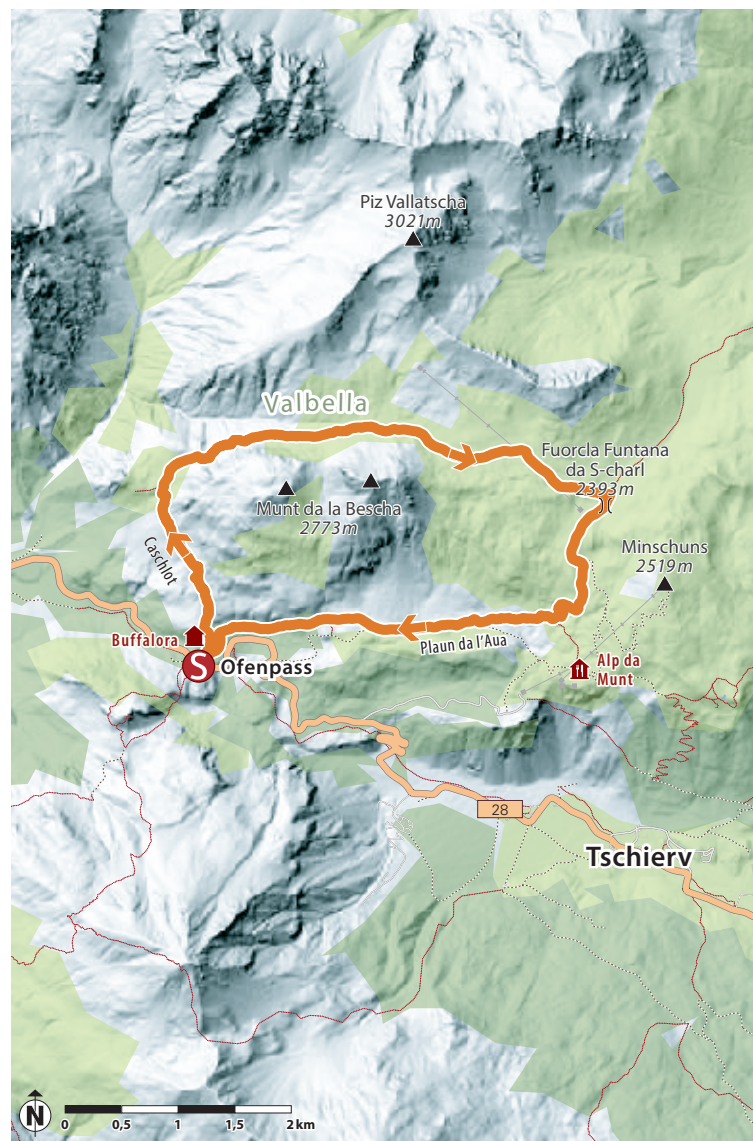 Piz Vallatscha
3021m
Valbella
Fuorcla Funtana
da S-charl
2393m
Munt da la Bescha
2773m
Caschlot
Minschuns
2519m
Buffalora
Plaun da l'Aua
S
Ofenpass
Alp da
Munt
28
Tschierv
N
0 0,5 1 1,5 2 km